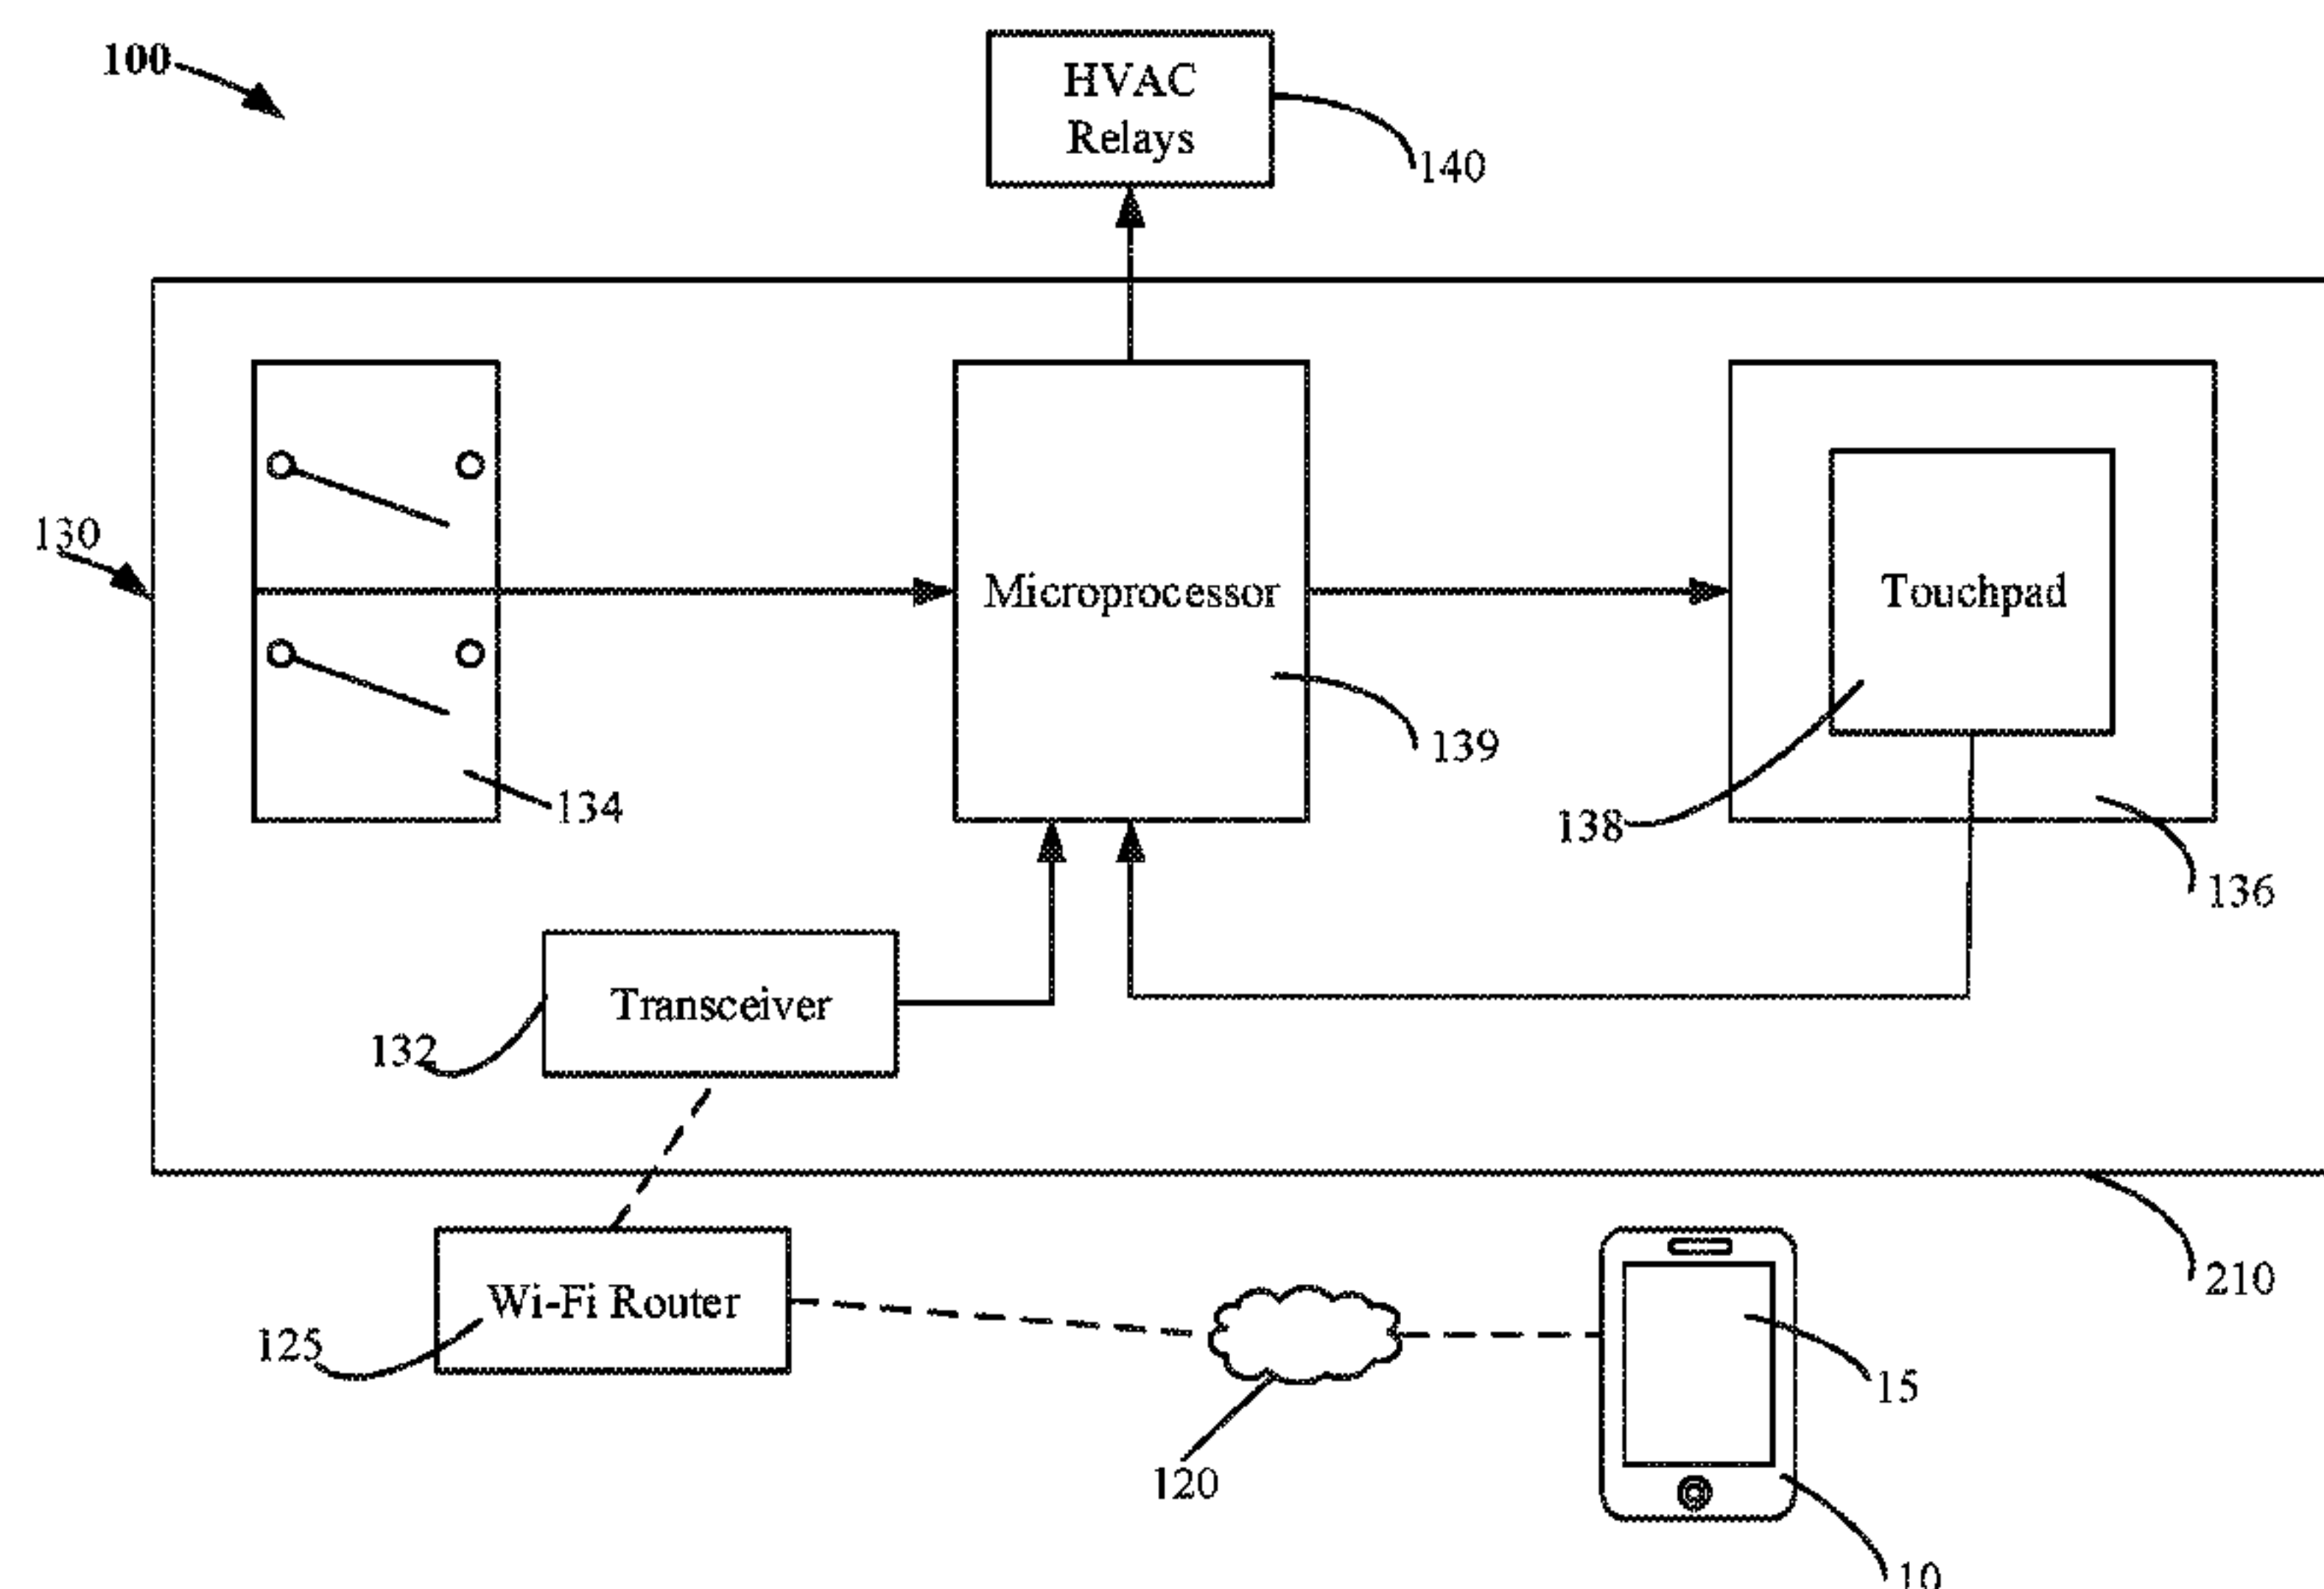 100
HVAC
Relays
140
130
Microprocessor
Touchpad
139
134
138
136
Transceiver
132
210
Wi-Fi Router
125
15
120
10